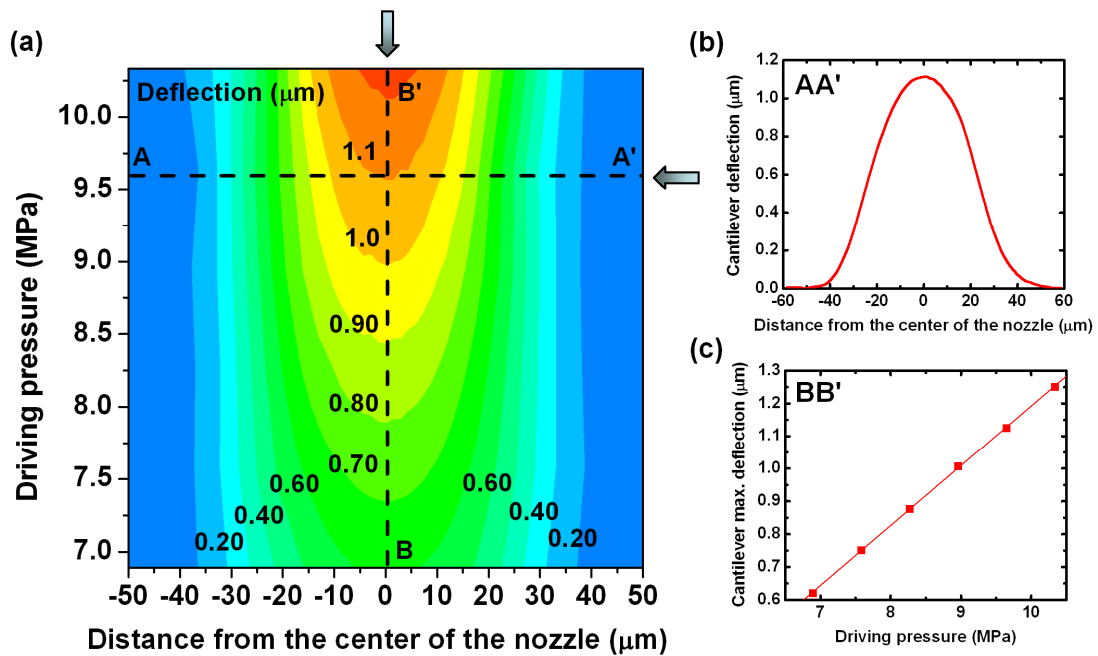 (a)
Deflection (μm)
B'
A
A'
1.1
1.0
0.90
0.80
0.70
0.60
0.60
0.40
0.40
0.20
0.20
B
10.0
9.5
9.0
8.5
8.0
7.5
7.0
Driving pressure (MPa)
-50 -40 -30 -20 -10 0 10 20 30 40 50
Distance from the center of the nozzle (μm)
(b)
AA'
1.2
1.0
0.8
0.6
0.4
0.2
0.0
Cantilever deflection (μm)
-60 -40 -20 0 20 40 60
Distance from the center of the nozzle (μm)
(c)
BB'
1.3
1.2
1.1
1.0
0.9
0.8
0.7
0.6
Cantilever max. deflection (μm)
7 8 9 10
Driving pressure (MPa)